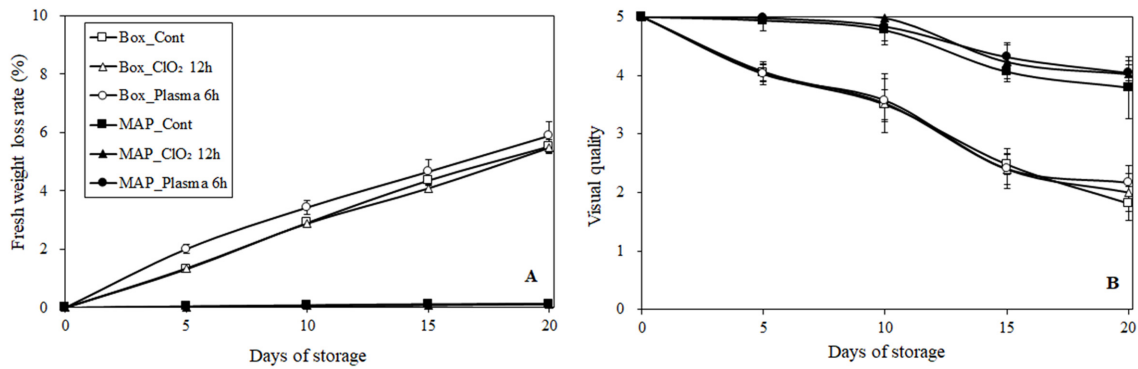 Fresh weight loss rate (%)
10
8
6
4
2
0
Box_Cont
Box_ClO₂ 12h
Box_Plasma 6h
MAP_Cont
MAP_ClO₂ 12h
MAP_Plasma 6h
A
0 5 10 15 20
Days of storage
Visual quality
5
4
3
2
1
0
B
0 5 10 15 20
Days of storage